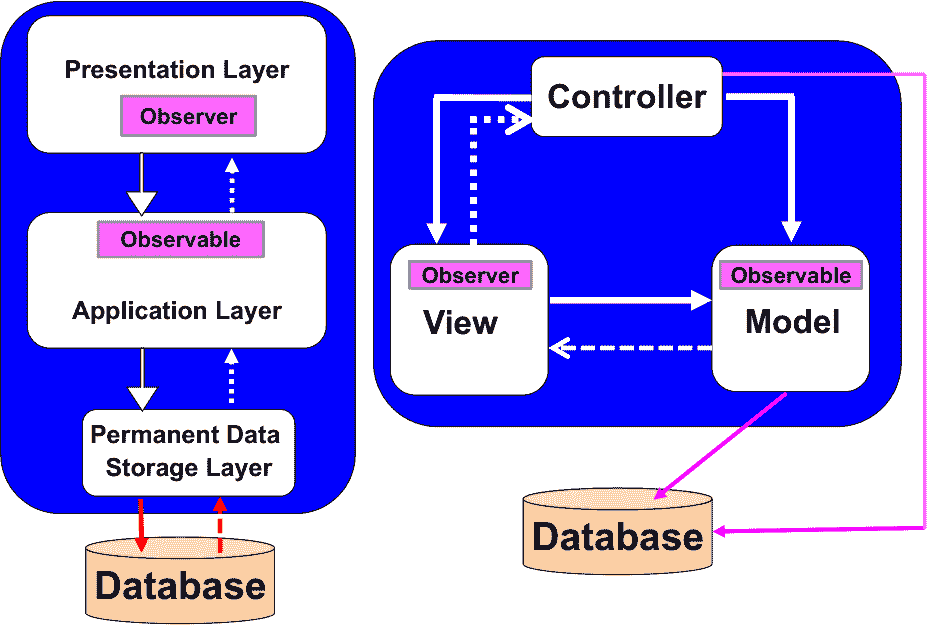 Presentation Layer
Observer
Observable
Application Layer
Permanent Data
Storage Layer
Database
Controller
Observer
View
Observable
Model
Database